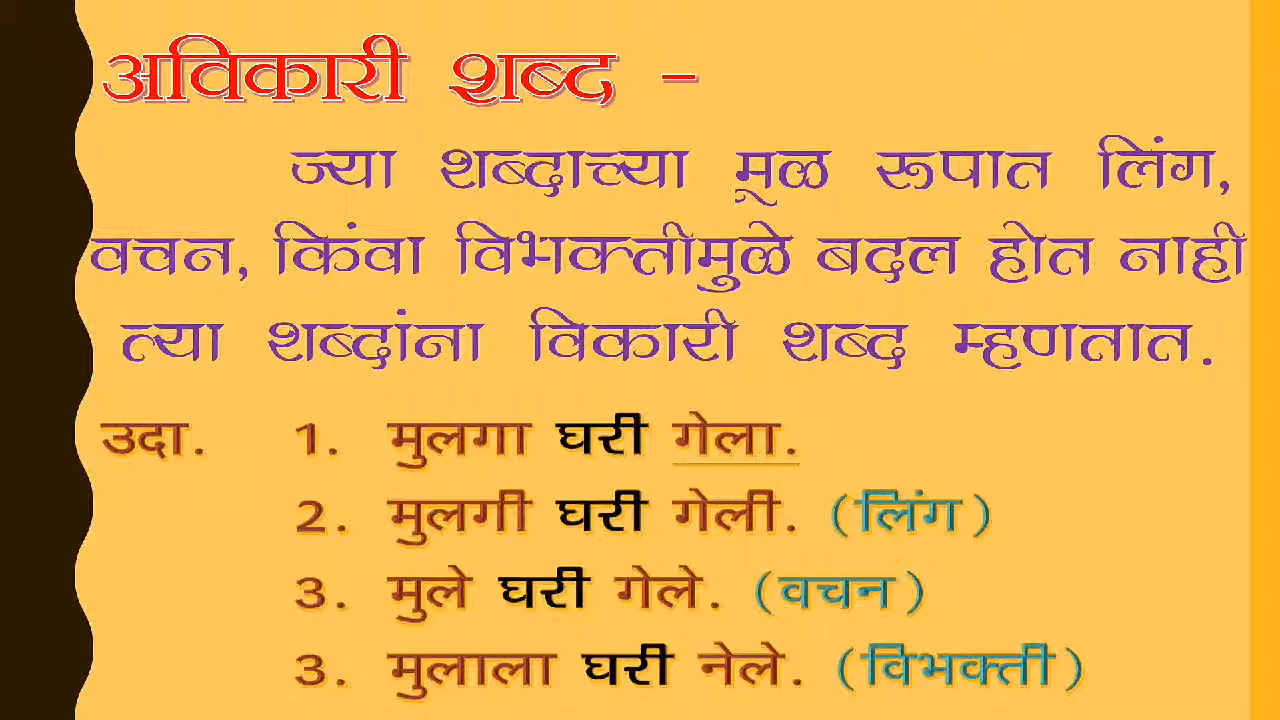 अविकारी शब्द -
ज्या शब्दाच्या मूळ रूपात लिंग,
वचन, किंवा विभक्तीमुळे बदल होत नाही
त्या शब्दांना विकारी शब्द म्हणतात.
उदा. 1. मुलगा घरी गेला.
2. मुलगी घरी गेली. (लिंग)
3. मुले घरी गेले. (वचन)
3. मुलाला घरी नेले. (विभक्ती)